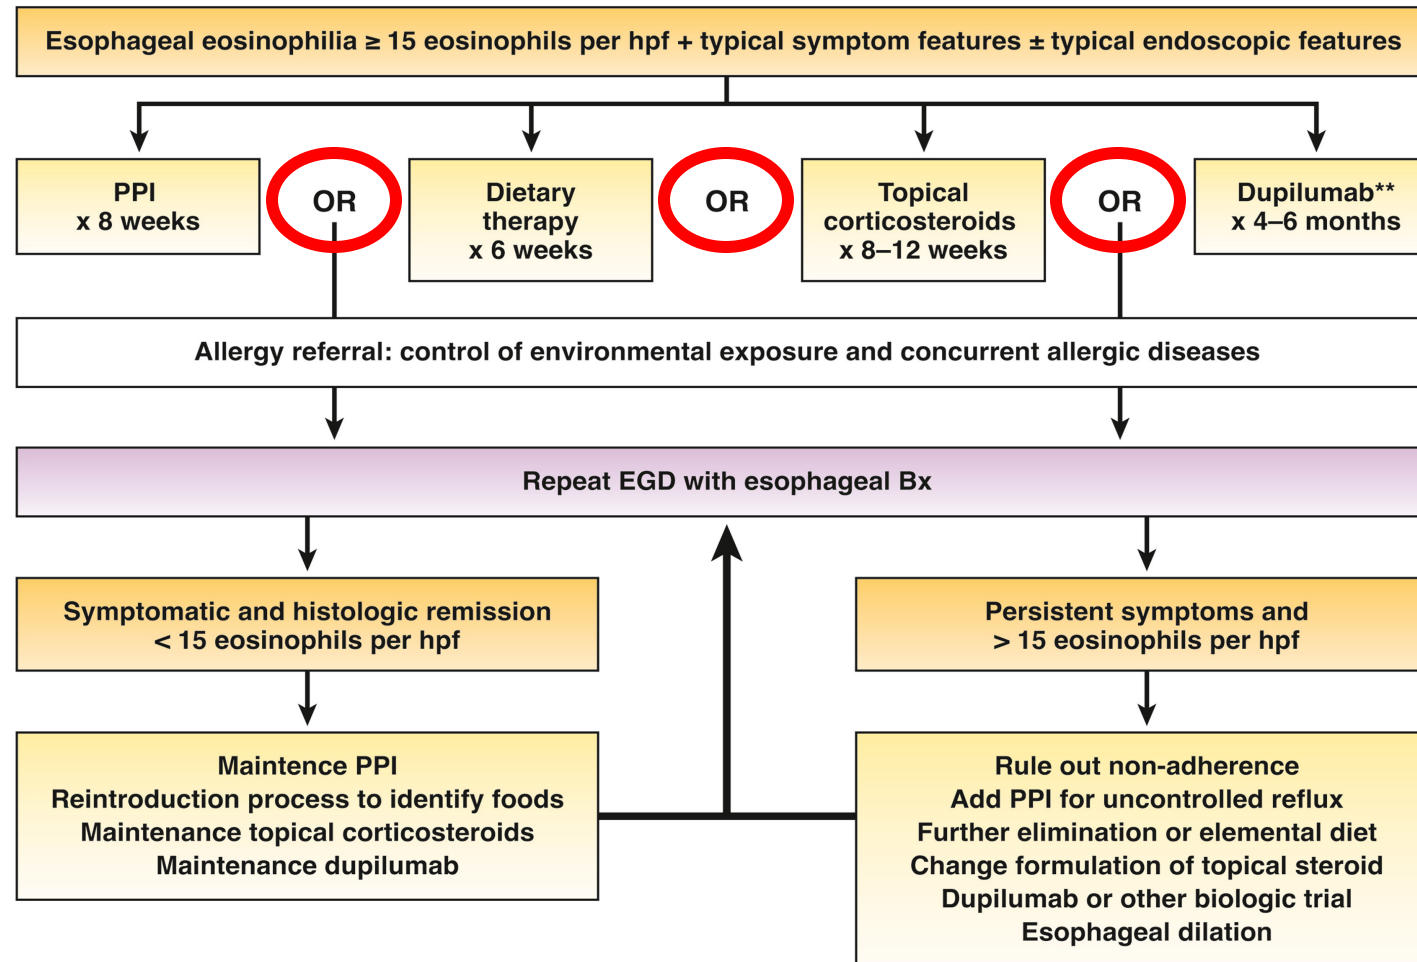 Esophageal eosinophilia ≥ 15 eosinophils per hpf + typical symptom features ± typical endoscopic features
PPI
x 8 weeks
OR
Dietary
therapy
x 6 weeks
OR
Topical
corticosteroids
x 8–12 weeks
OR
Dupilumab**
x 4–6 months
Allergy referral: control of environmental exposure and concurrent allergic diseases
Repeat EGD with esophageal Bx
Symptomatic and histologic remission
< 15 eosinophils per hpf
Persistent symptoms and
> 15 eosinophils per hpf
Maintence PPI
Reintroduction process to identify foods
Maintenance topical corticosteroids
Maintenance dupilumab
Rule out non-adherence
Add PPI for uncontrolled reflux
Further elimination or elemental diet
Change formulation of topical steroid
Dupilumab or other biologic trial
Esophageal dilation